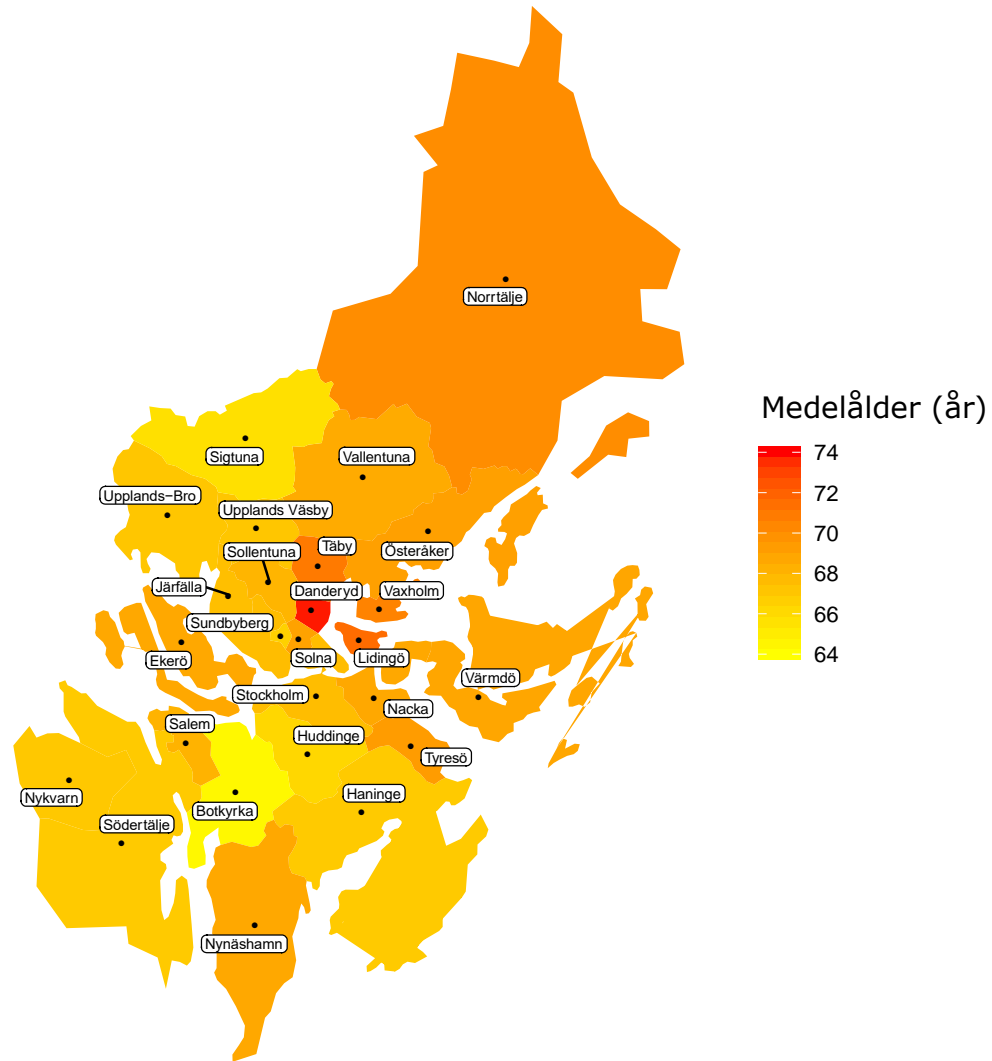 Norrtälje
Medelålder (år)
74
72
70
68
66
64
Sigtuna
Vallentuna
Upplands−Bro
Upplands Väsby
Sollentuna
Täby
Österåker
Järfälla
Danderyd
Vaxholm
Sundbyberg
Ekerö
Solna
Lidingö
Värmdö
Stockholm
Nacka
Salem
Huddinge
Tyresö
Nykvarn
Botkyrka
Haninge
Södertälje
Nynäshamn